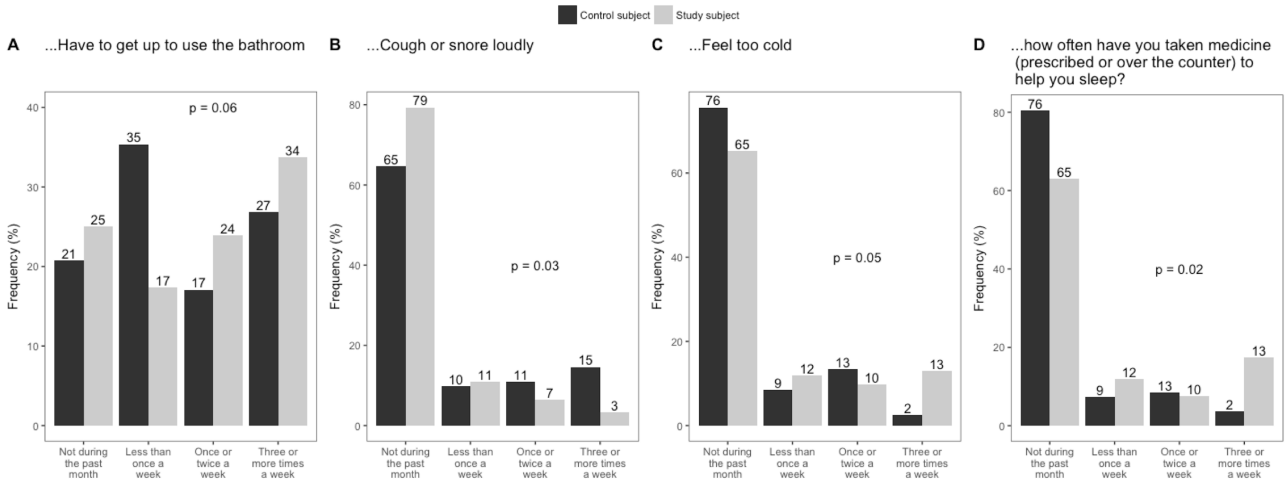 Control subject Study subject
A ...Have to get up to use the bathroom
p = 0.06
Frequency (%)
40
30
20
10
0
21
25
35
17
17
24
27
34
Not during
the past
month
Less than
once a
week
Once or
twice a
week
Three or
more times
a week
B ...Cough or snore loudly
p = 0.03
Frequency (%)
80
60
40
20
0
65
79
10
11
11
7
15
3
Not during
the past
month
Less than
once a
week
Once or
twice a
week
Three or
more times
a week
C ...Feel too cold
p = 0.05
Frequency (%)
60
40
20
0
76
65
9
12
13
10
2
13
Not during
the past
month
Less than
once a
week
Once or
twice a
week
Three or
more times
a week
D ...how often have you taken medicine
(prescribed or over the counter) to
help you sleep?
p = 0.02
Frequency (%)
80
60
40
20
0
76
65
9
12
13
10
2
13
Not during
the past
month
Less than
once a
week
Once or
twice a
week
Three or
more times
a week